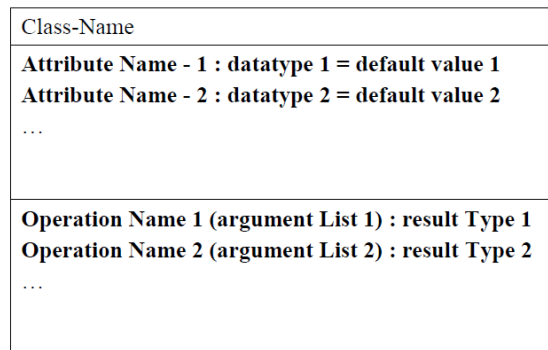 Class-Name
Attribute Name - 1 : datatype 1 = default value 1
Attribute Name - 2 : datatype 2 = default value 2
…
Operation Name 1 (argument List 1) : result Type 1
Operation Name 2 (argument List 2) : result Type 2
…